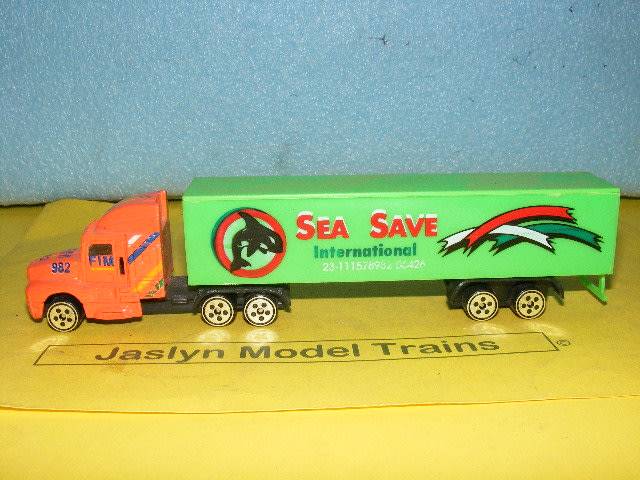 SEA SAVE
International
23-111578982 00426
982
FIM
Jaslyn Model Trains
©